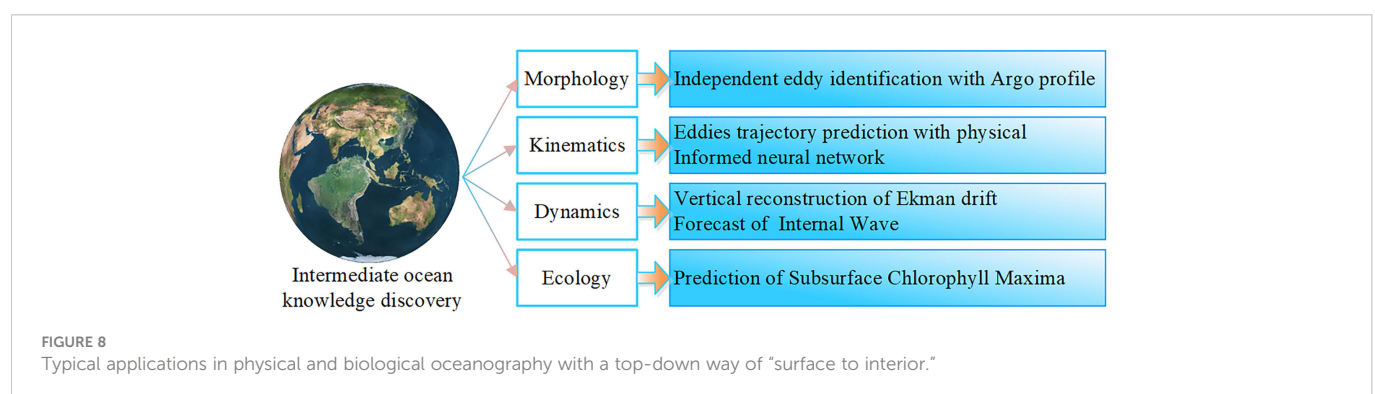 Morphology
Independent eddy identification with Argo profile
Kinematics
Eddies trajectory prediction with physical
Informed neural network
Dynamics
Vertical reconstruction of Ekman drift
Forecast of Internal Wave
Ecology
Prediction of Subsurface Chlorophyll Maxima
Intermediate ocean
knowledge discovery
FIGURE 8
Typical applications in physical and biological oceanography with a top-down way of “surface to interior.”